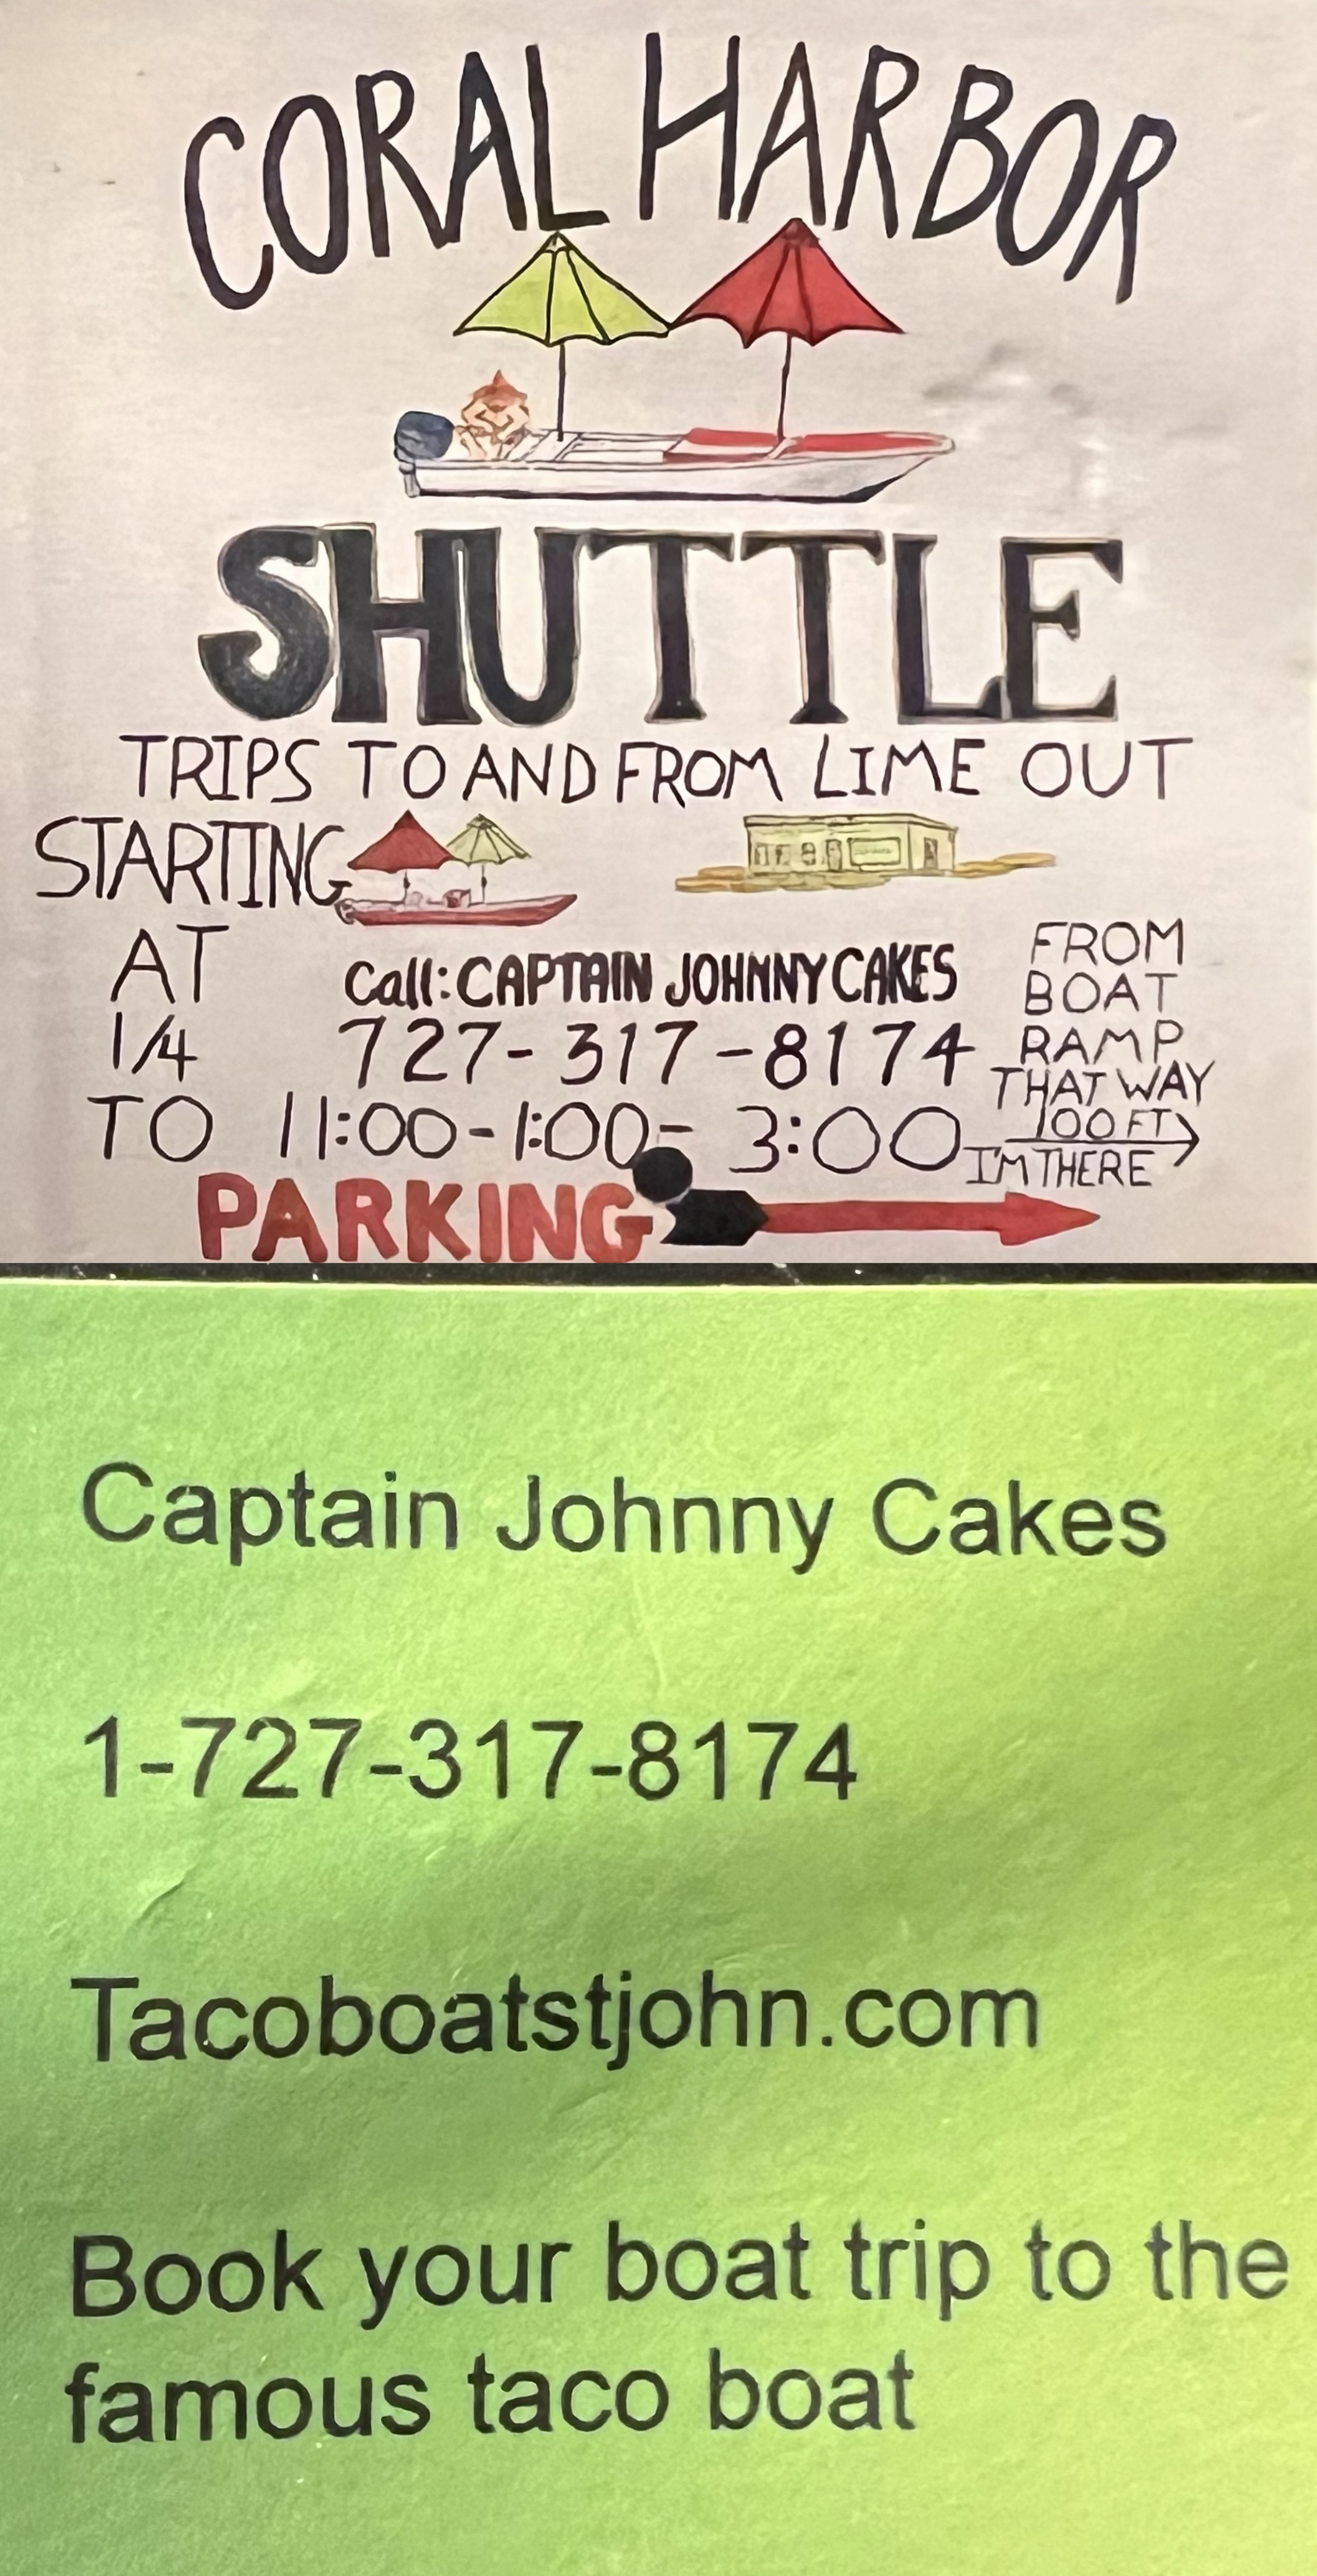 CORAL HARBOR
SHUTTLE
TRIPS TO AND FROM LIME OUT
STARTING
AT
1/4
TO 11:00-1:00- 3:00
Call: CAPTAIN JOHNNY CAKES
727-317-8174
FROM
BOAT
RAMP
THAT WAY
100 FT
I'M THERE
PARKING
Captain Johnny Cakes
1-727-317-8174
Tacoboatstjohn.com
Book your boat trip to the
famous taco boat